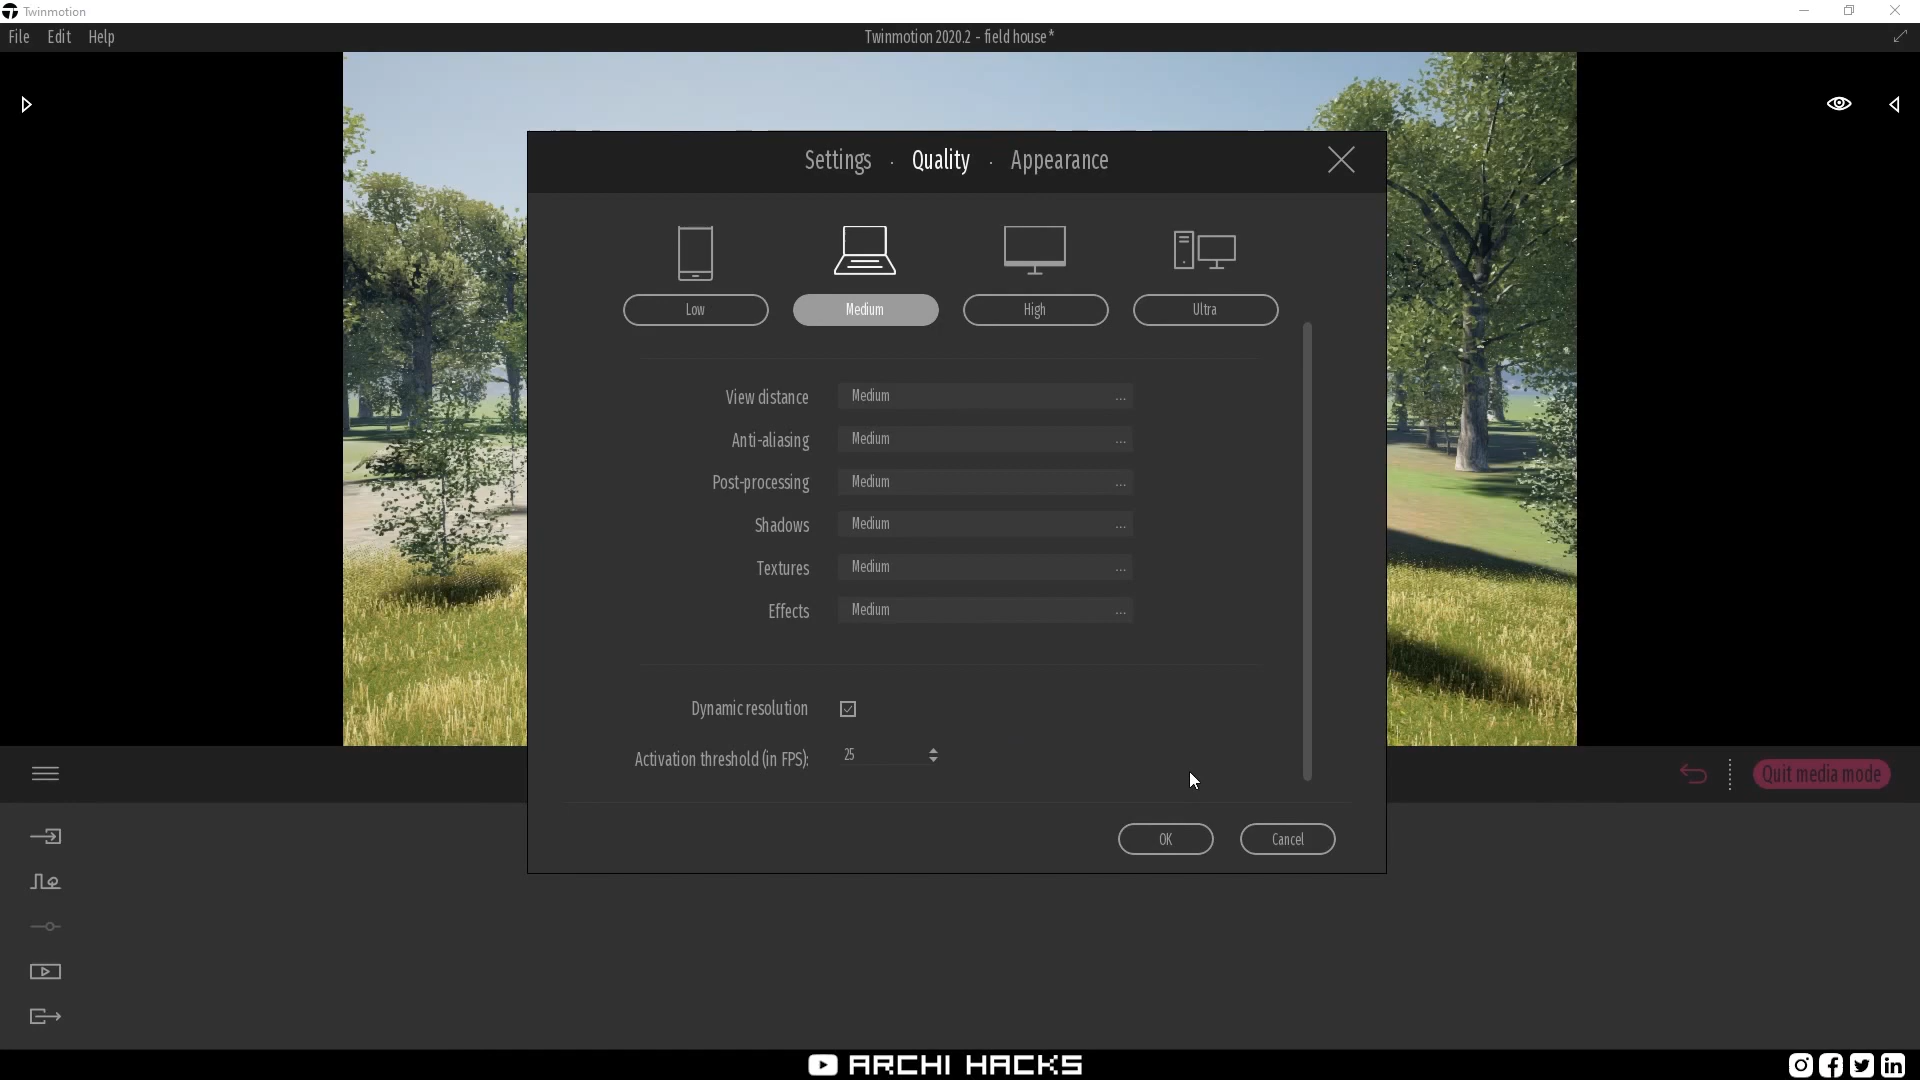 Twinmotion
File Edit Help
Twinmotion 2020.2 - field house*
Settings · Quality · Appearance
Low Medium High Ultra
View distance Medium ...
Anti-aliasing Medium ...
Post-processing Medium ...
Shadows Medium ...
Textures Medium ...
Effects Medium ...
Dynamic resolution
Activation threshold (in FPS): 25
OK Cancel
Quit media mode
ARCHI HACKS